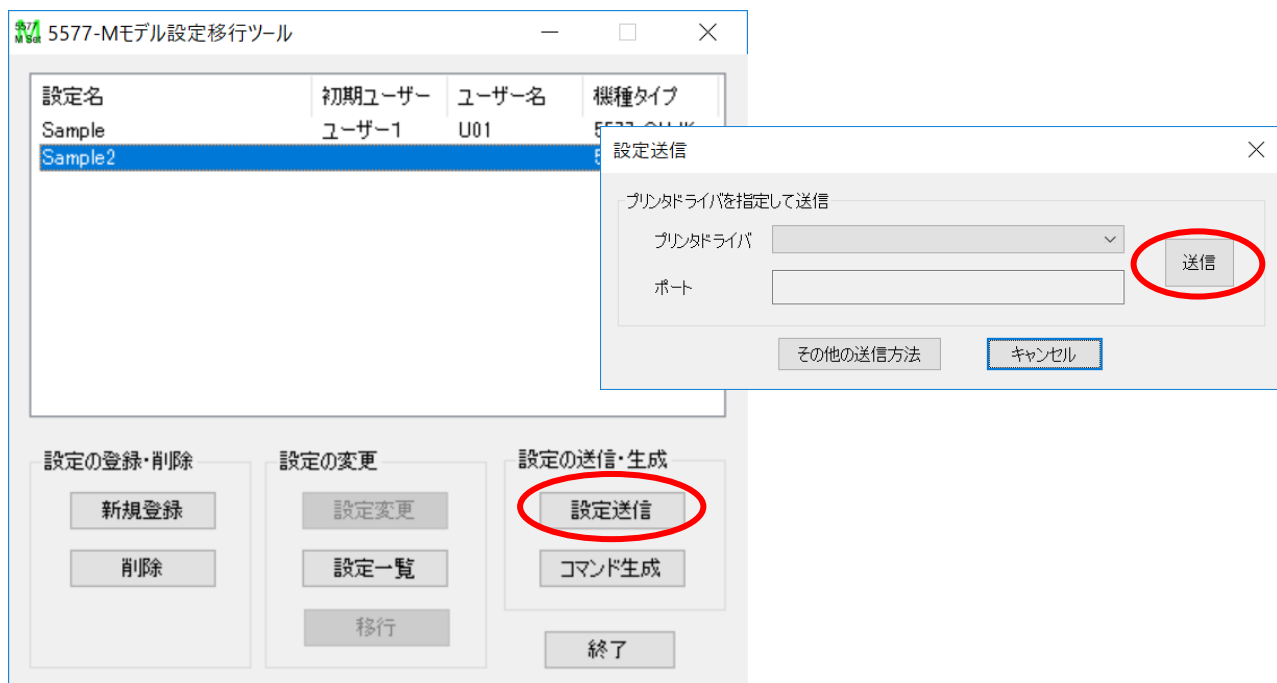 5577-Mモデル設定移行ツール
設定名 初期ユーザー ユーザー名 機種タイプ
Sample ユーザー1 U01
Sample2
設定送信
プリンタドライバを指定して送信
プリンタドライバ
送信
ポート
その他の送信方法 キャンセル
設定の登録・削除 設定の変更 設定の送信・生成
新規登録 設定変更 設定送信
削除 設定一覧 コマンド生成
移行
終了